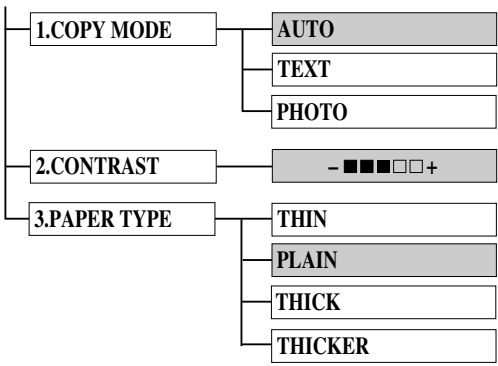 1.COPY MODE
AUTO
TEXT
PHOTO
2.CONTRAST
– ■■■□□+
3.PAPER TYPE
THIN
PLAIN
THICK
THICKER